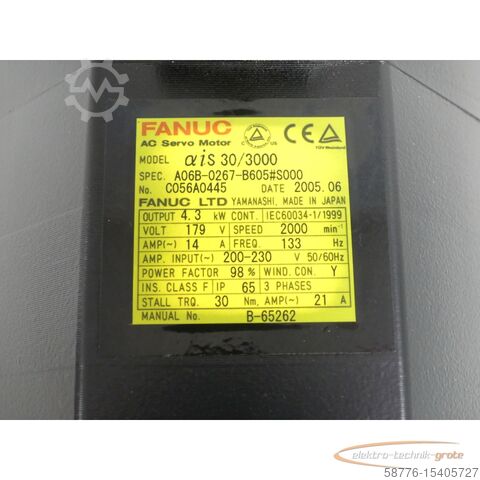 FANUC
AC Servo Motor
C US
TÜV Rheinland
MODEL αiS 30/3000
SPEC. A06B-0267-B605#S000
No. C056A0445 DATE 2005.06
FANUC LTD YAMANASHI, MADE IN JAPAN
OUTPUT 4.3 kW CONT. IEC60034-1/1999
VOLT 179 V SPEED 2000 min⁻¹
AMP(~) 14 A FREQ. 133 Hz
AMP. INPUT(~) 200-230 V 50/60Hz
POWER FACTOR 98% WIND. CON. Y
INS. CLASS F IP 65 3 PHASES
STALL TRQ. 30 Nm, AMP(~) 21 A
MANUAL No. B-65262
elektro-technik-grote
58776-15405727